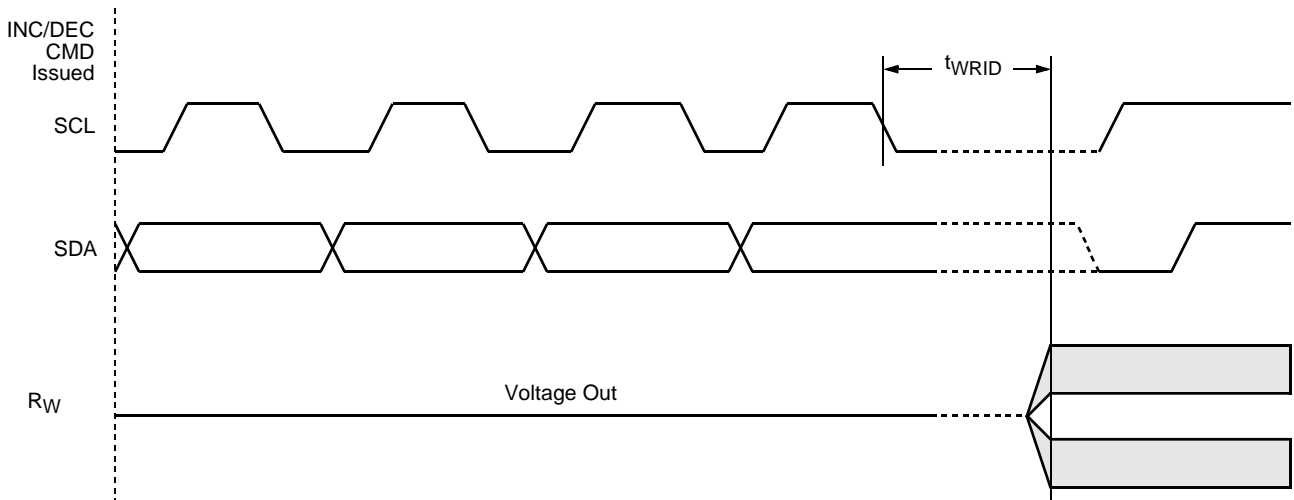 INC/DEC
CMD
Issued
tWRID
SCL
SDA
Voltage Out
RW